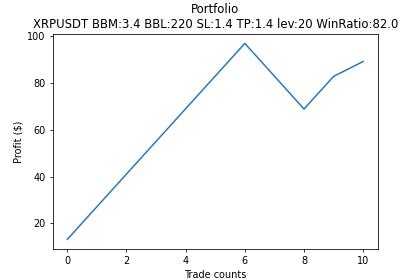 Portfolio
XRPUSDT BBM:3.4 BBL:220 SL:1.4 TP:1.4 lev:20 WinRatio:82.0
100
80
60
40
20
Profit ($)
0 2 4 6 8 10
Trade counts